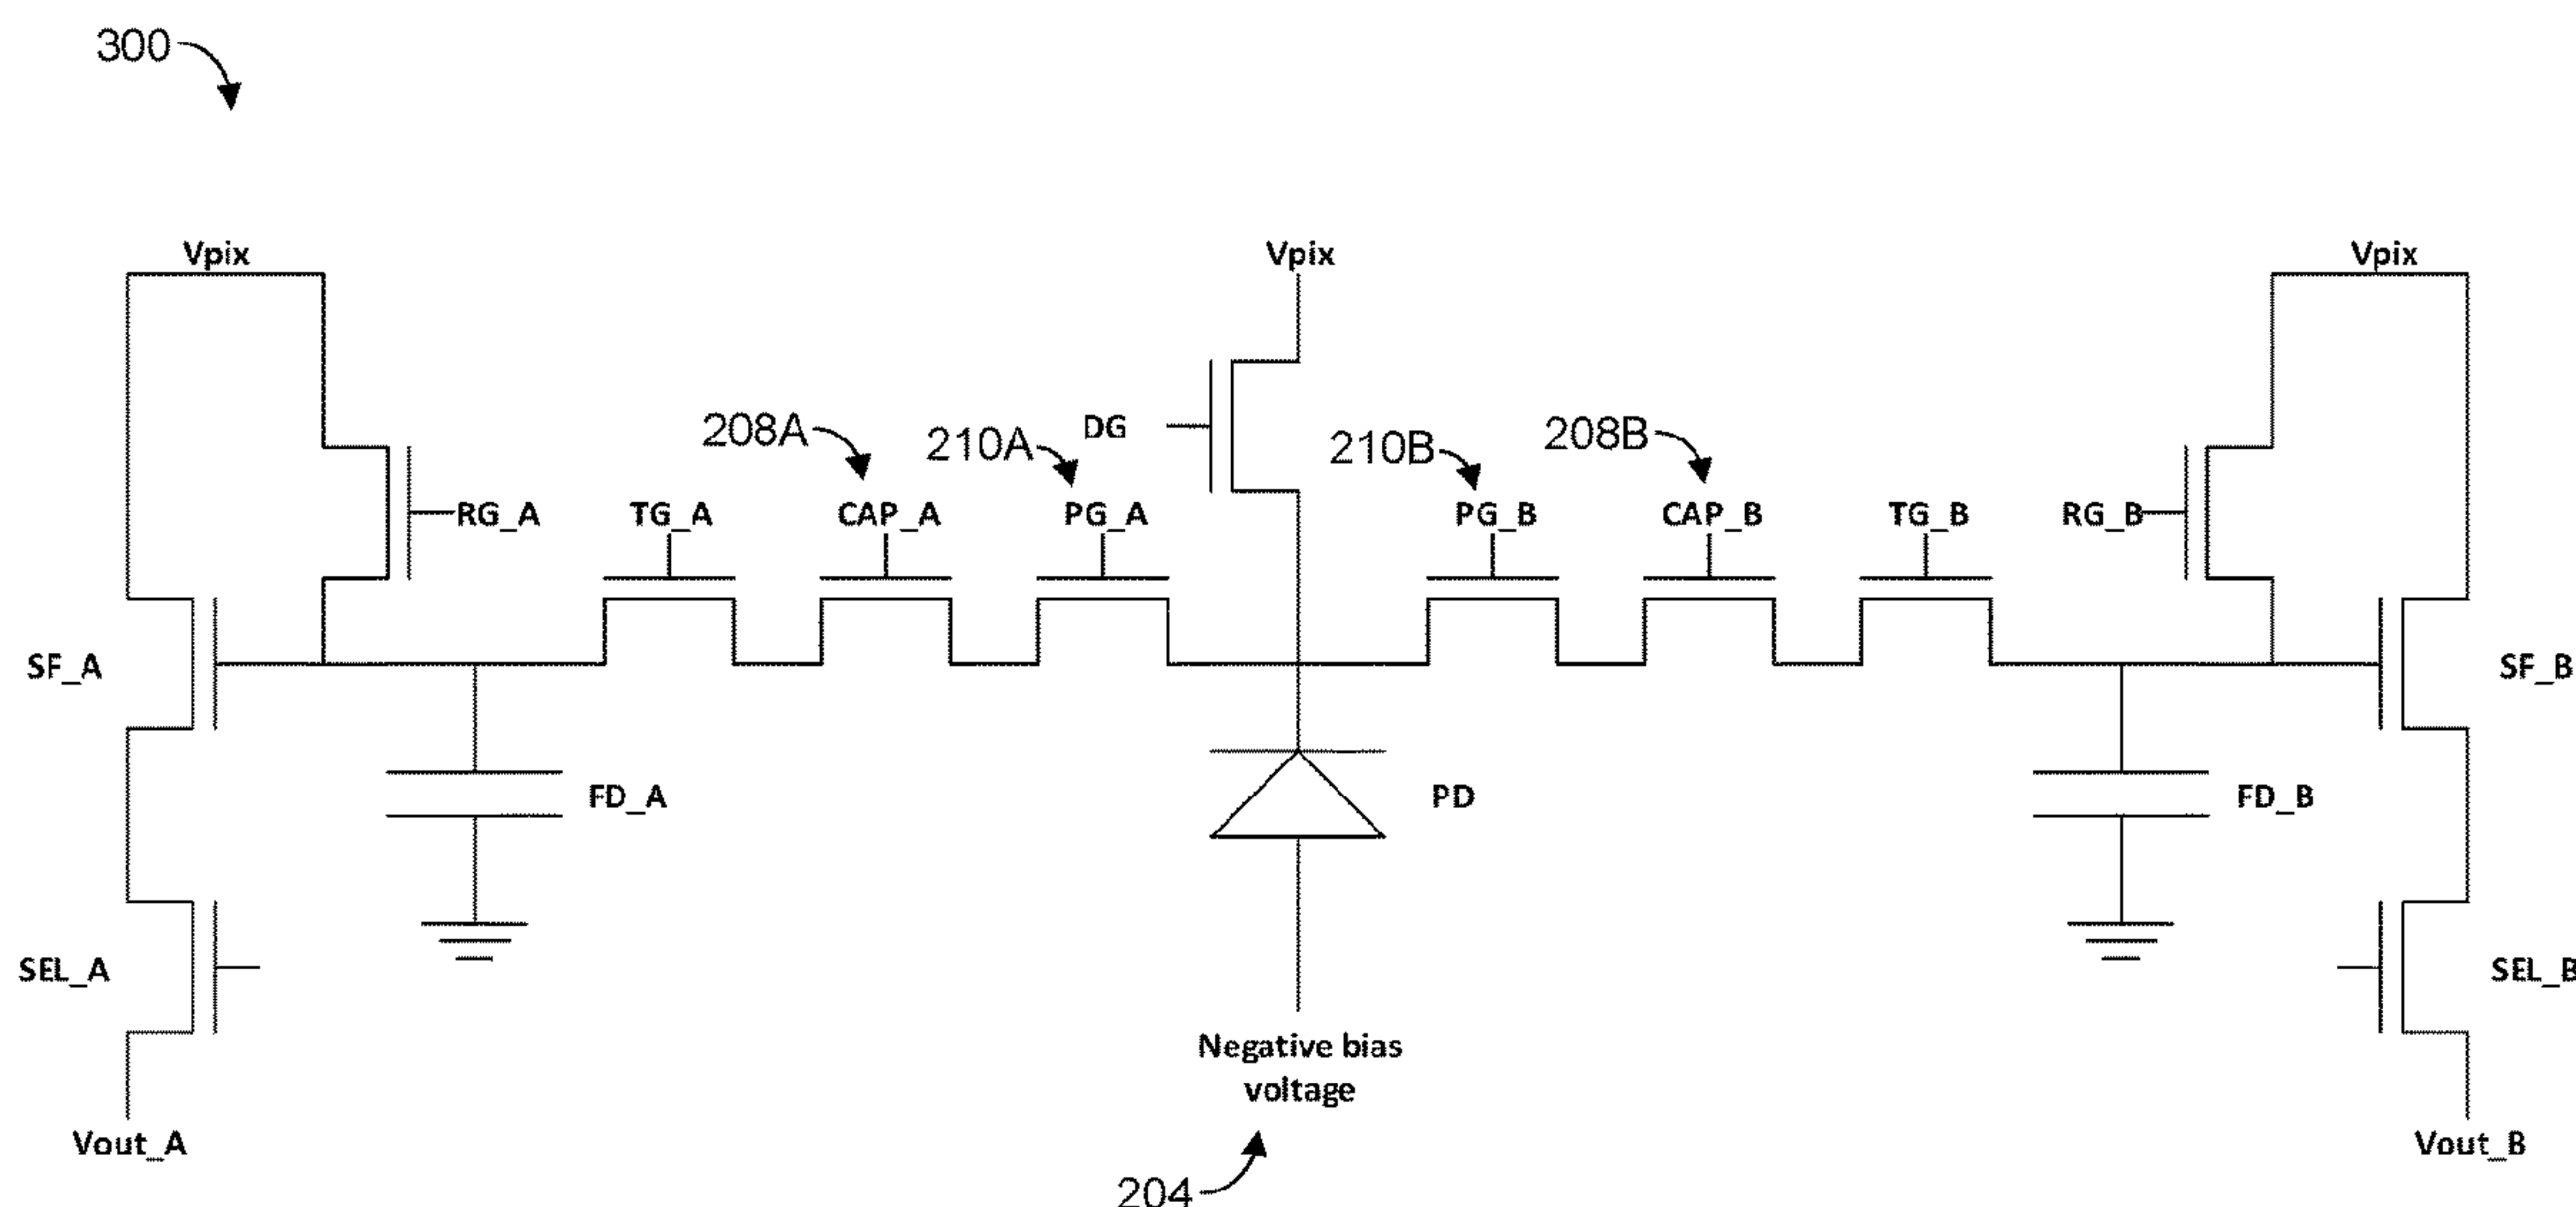 300
Vpix
Vpix
Vpix
208A
210A
DG
210B
208B
RG_A
TG_A
CAP_A
PG_A
PG_B
CAP_B
TG_B
RG_B
SF_A
SF_B
FD_A
PD
FD_B
SEL_A
SEL_B
Negative bias
voltage
Vout_A
Vout_B
204